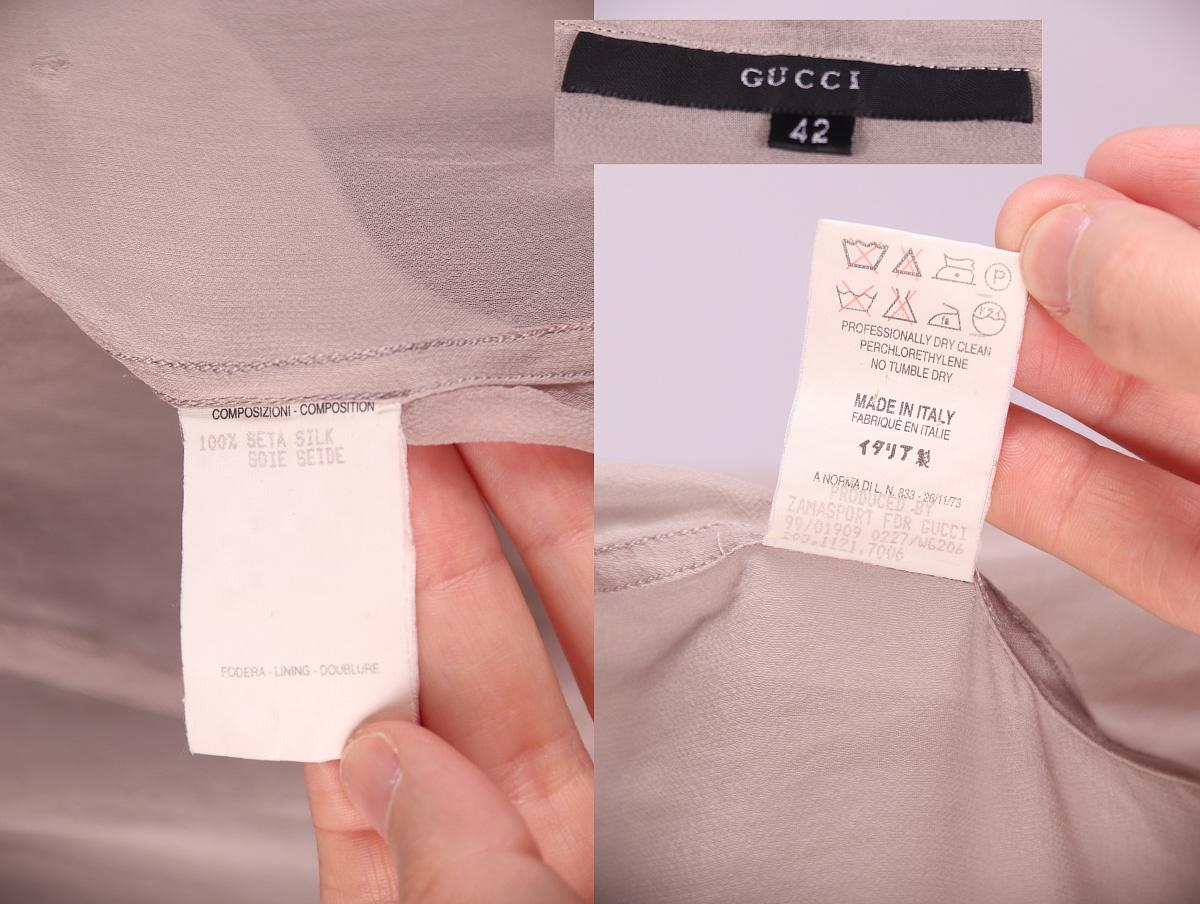 GUCCI
42
COMPOSIZIONI - COMPOSITION
100% SETA SILK
SOIE SEIDE
FODERA - LINING - DOUBLURE
P
PROFESSIONALLY DRY CLEAN
PERCHLORETHYLENE
NO TUMBLE DRY
MADE IN ITALY
FABRIQUÉ EN ITALIE
イタリア製
A NORMA DI L. N. 833 - 26/11/73
PRODUCED BY
ZAMASPORT FOR GUCCI
99/01909 0227/W6206